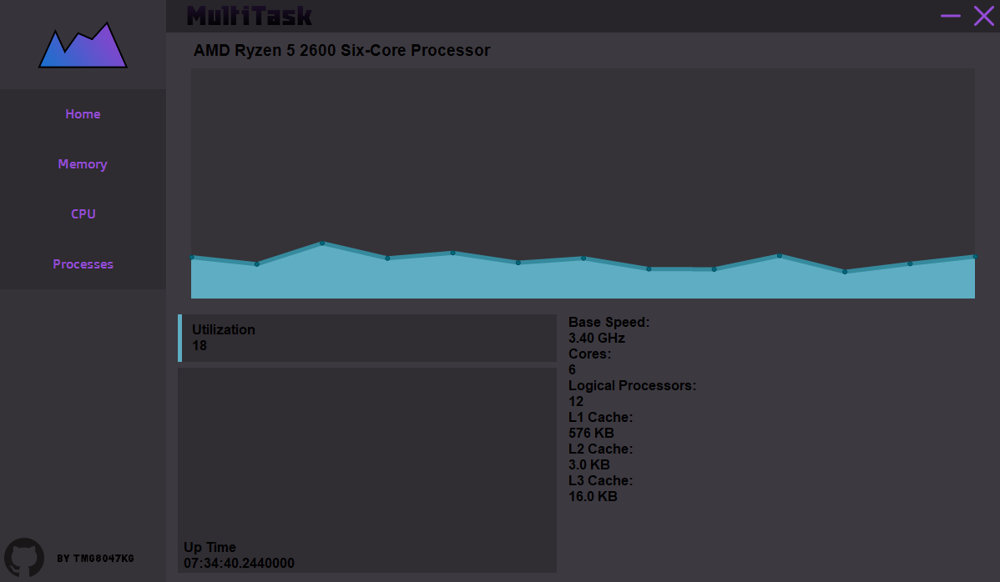 MultiTask
AMD Ryzen 5 2600 Six-Core Processor
Home
Memory
CPU
Processes
Utilization
18
Base Speed:
3.40 GHz
Cores:
6
Logical Processors:
12
L1 Cache:
576 KB
L2 Cache:
3.0 KB
L3 Cache:
16.0 KB
Up Time
07:34:40.2440000
BY TMG8047KG